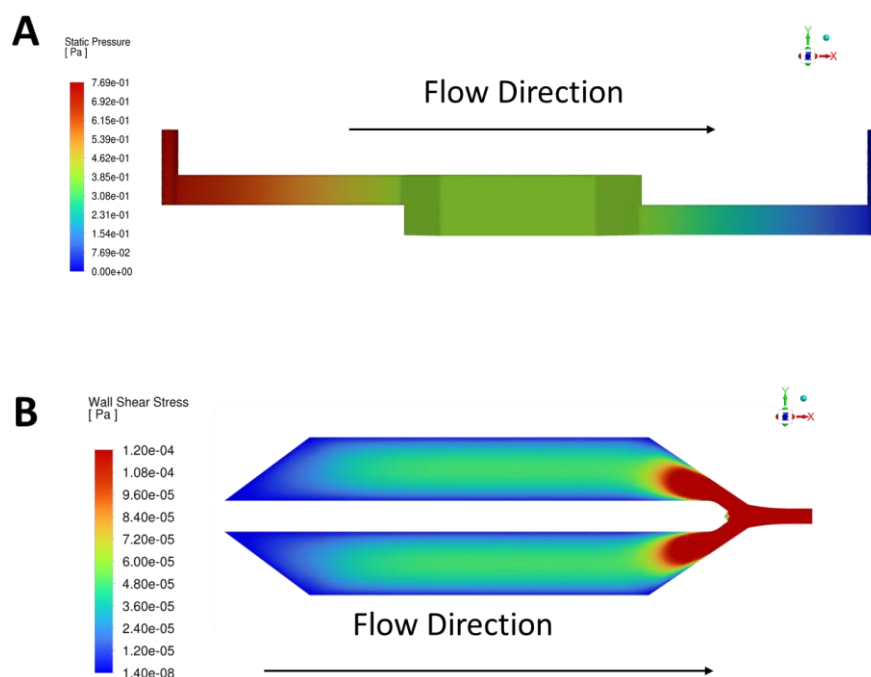 A
Static Pressure
[ Pa ]
7.69e-01
6.92e-01
6.15e-01
5.39e-01
4.62e-01
3.85e-01
3.08e-01
2.31e-01
1.54e-01
7.69e-02
0.00e+00
Flow Direction
Y
X
B
Wall Shear Stress
[ Pa ]
1.20e-04
1.08e-04
9.60e-05
8.40e-05
7.20e-05
6.00e-05
4.80e-05
3.60e-05
2.40e-05
1.20e-05
1.40e-08
Y
X
Flow Direction